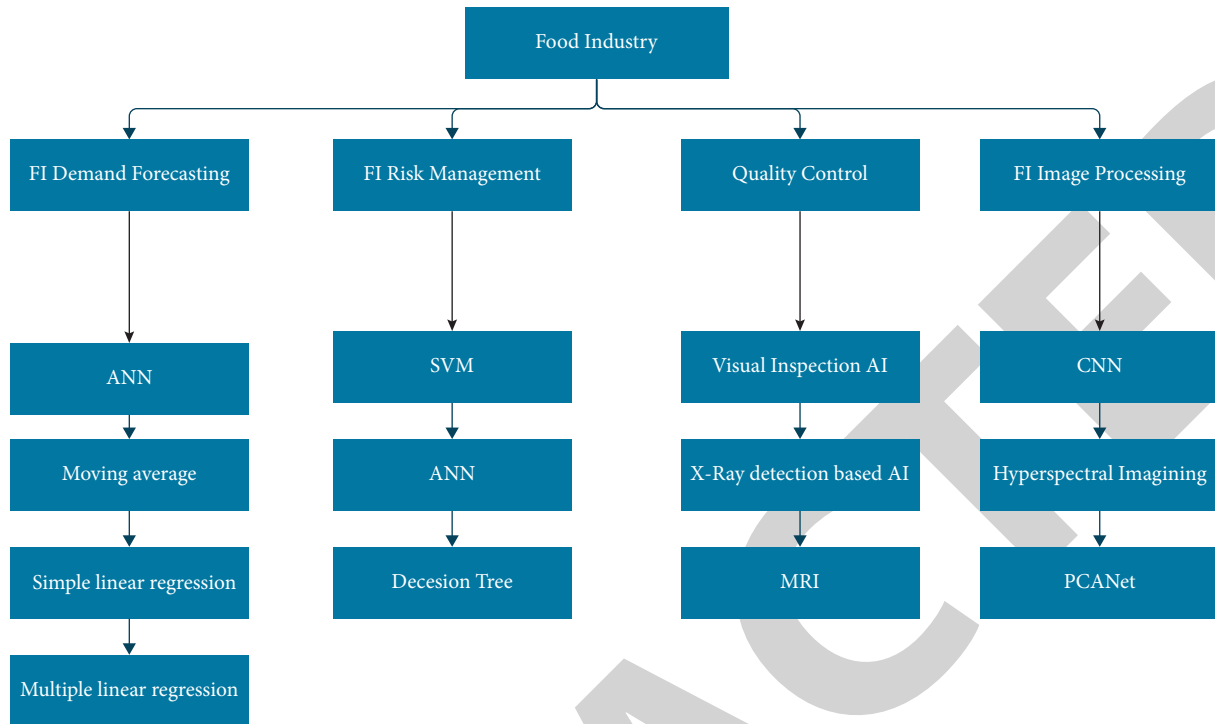 Food Industry
FI Demand Forecasting
FI Risk Management
Quality Control
FI Image Processing
ANN
SVM
Visual Inspection AI
CNN
Moving average
ANN
X-Ray detection based AI
Hyperspectral Imagining
Simple linear regression
Decesion Tree
MRI
PCANet
Multiple linear regression